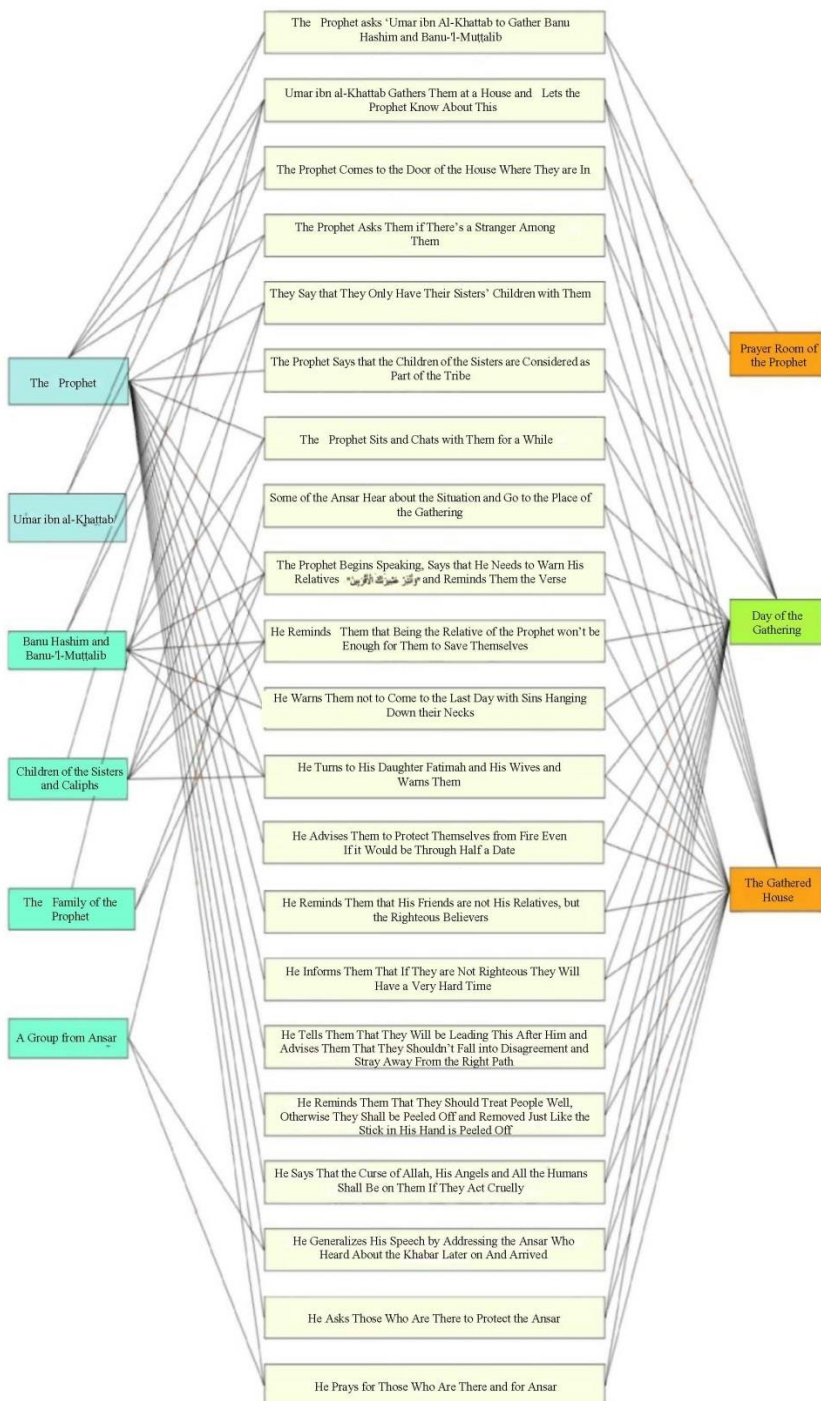 The Prophet asks ‘Umar ibn Al-Khattab to Gather Banu
Hashim and Banu-'l-Muṭṭalib
Umar ibn al-Khattab Gathers Them at a House and Lets the
Prophet Know About This
The Prophet Comes to the Door of the House Where They are In
The Prophet Asks Them if There’s a Stranger Among
Them
They Say that They Only Have Their Sisters’ Children with Them
The Prophet Says that the Children of the Sisters are Considered as
Part of the Tribe
The Prophet Sits and Chats with Them for a While
Some of the Ansar Hear about the Situation and Go to the Place of
the Gathering
The Prophet Begins Speaking, Says that He Needs to Warn His
Relatives "وَأَنْذِرْ عَشِيرَتَكَ الْأَقْرَبِينَ" and Reminds Them the Verse
He Reminds Them that Being the Relative of the Prophet won’t be
Enough for Them to Save Themselves
He Warns Them not to Come to the Last Day with Sins Hanging
Down their Necks
He Turns to His Daughter Fatimah and His Wives and
Warns Them
He Advises Them to Protect Themselves from Fire Even
If it Would be Through Half a Date
He Reminds Them that His Friends are not His Relatives, but
the Righteous Believers
He Informs Them That If They are Not Righteous They Will
Have a Very Hard Time
He Tells Them That They Will be Leading This After Him and
Advises Them That They Shouldn’t Fall into Disagreement and
Stray Away From the Right Path
He Reminds Them That They Should Treat People Well,
Otherwise They Shall be Peeled Off and Removed Just Like the
Stick in His Hand is Peeled Off
He Says That the Curse of Allah, His Angels and All the Humans
Shall Be on Them If They Act Cruelly
He Generalizes His Speech by Addressing the Ansar Who
Heard About the Khabar Later on And Arrived
He Asks Those Who Are There to Protect the Ansar
He Prays for Those Who Are There and for Ansar
The Prophet
Umar ibn al-Khaṭṭab
Banu Hashim and
Banu-'l-Muṭṭalib
Children of the Sisters
and Caliphs
The Family of the
Prophet
A Group from Ansar
Prayer Room of
the Prophet
Day of the
Gathering
The Gathered
House